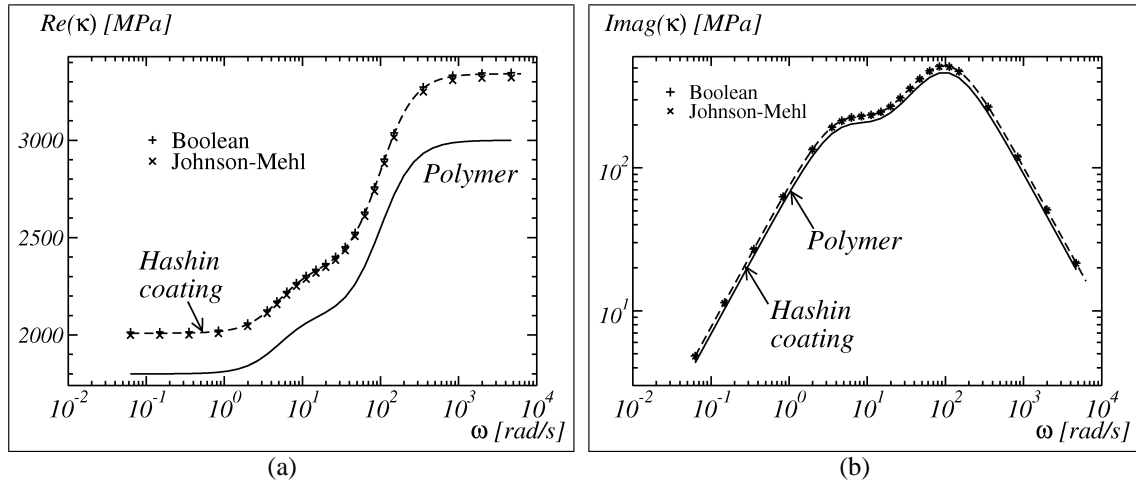 Re(κ) [MPa]
3000
2500
2000
+ Boolean
× Johnson-Mehl
Polymer
Hashin
coating
10^-2 10^-1 10^0 10^1 10^2 10^3 10^4
ω [rad/s]
(a)
Imag(κ) [MPa]
10^2
10^1
+ Boolean
× Johnson-Mehl
Polymer
Hashin
coating
10^-2 10^-1 10^0 10^1 10^2 10^3 10^4
ω [rad/s]
(b)